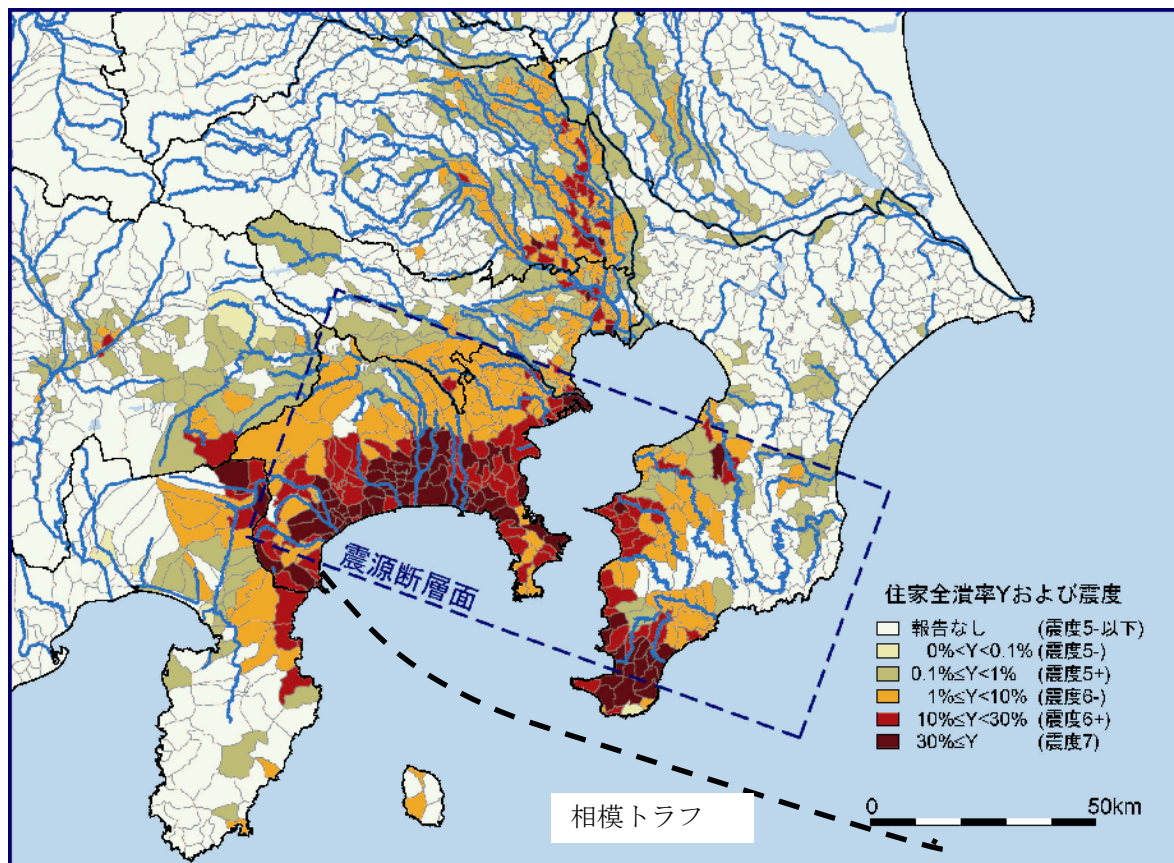 震源断層面
住家全潰率Yおよび震度
報告なし (震度5-以下)
0%<Y<0.1% (震度5-)
0.1%≤Y<1% (震度5+)
1%≤Y<10% (震度6-)
10%≤Y<30% (震度6+)
30%≤Y (震度7)
相模トラフ
0 50km